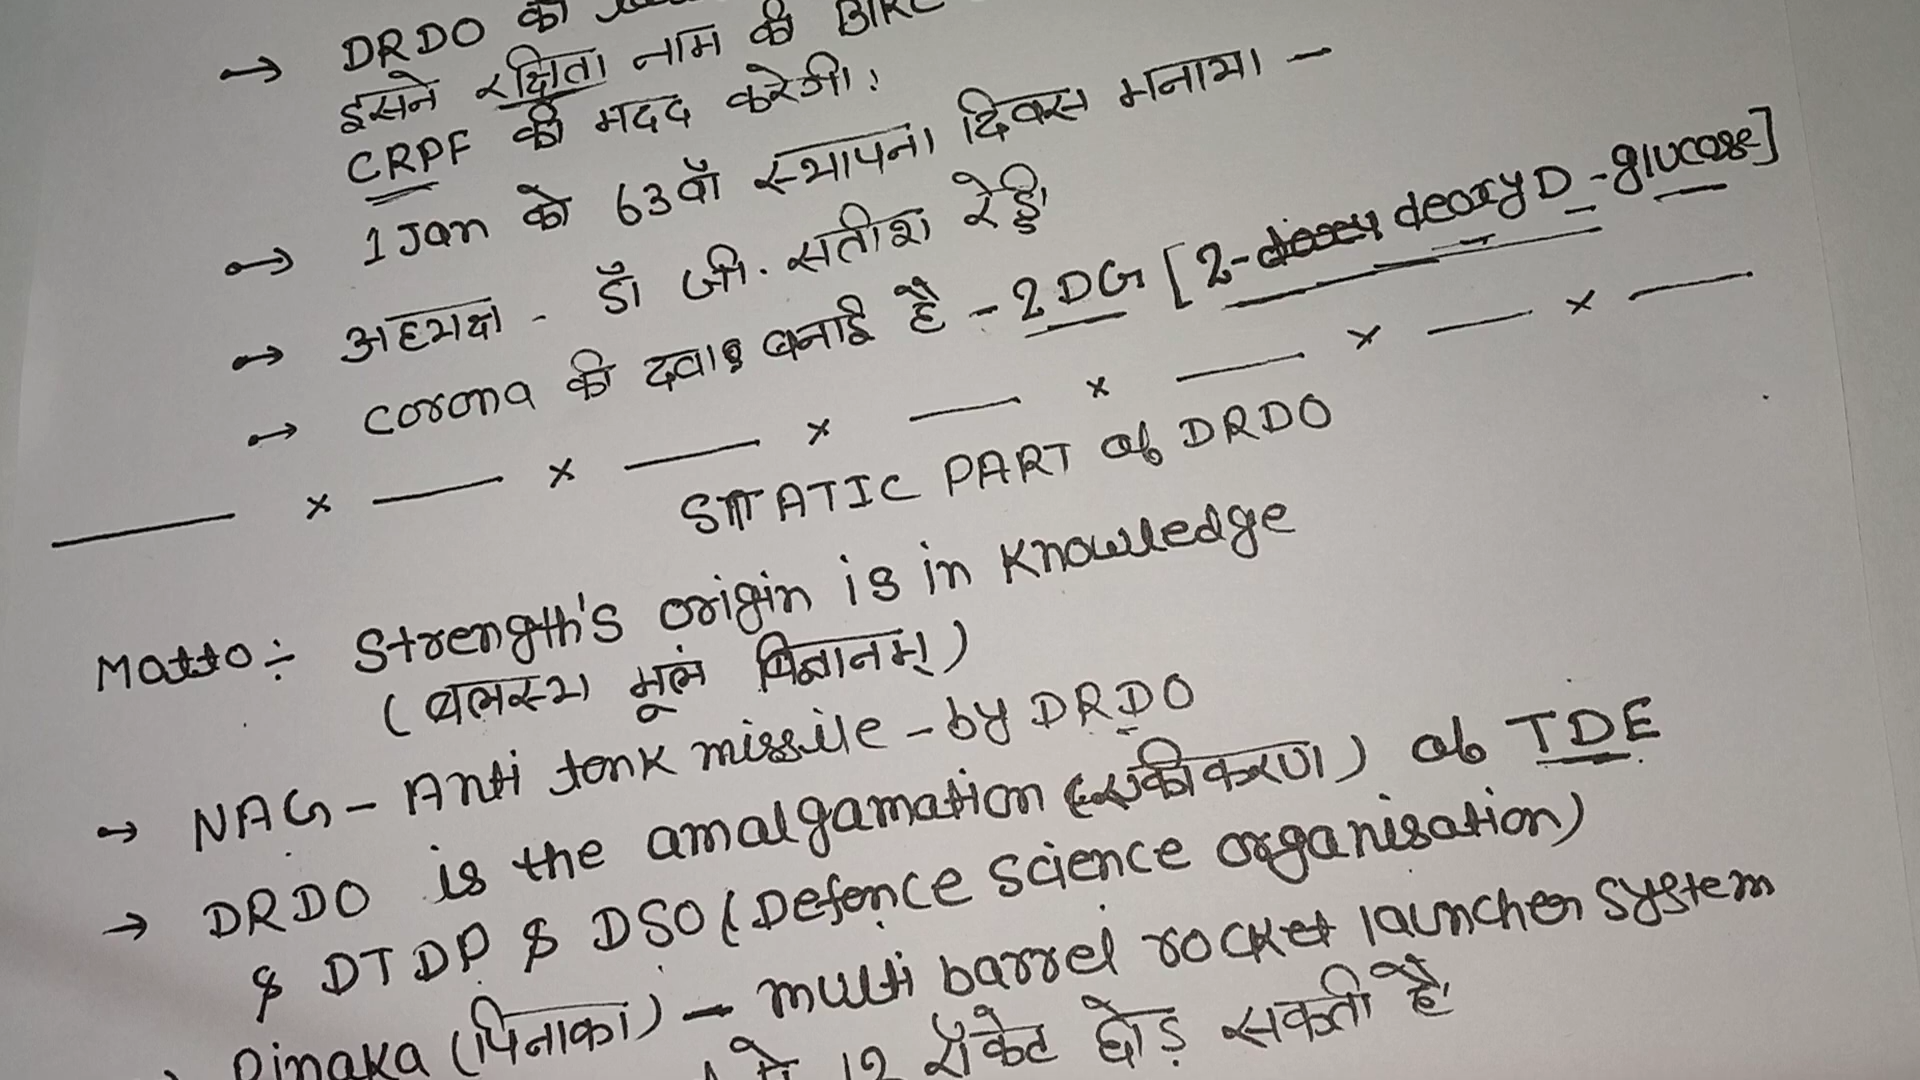 → DRDO को
इसने रक्षिता नाम की BIKE
CRPF की मदद करेगी।
→ 1 Jan को 63वाँ स्थापना दिवस मनाया –
→ अध्यक्ष - डॉ जी. सतीश रेड्डी
→ corona की दवाई बनाई है - 2DG [2- deoxy D - glucose]
— × — × — × — × — × — × —
STATIC PART of DRDO
Motto :- Strength's origin is in Knowledge
(बलस्य मूलं विज्ञानम्)
→ NAG – Anti tank missile – by DRDO
→ DRDO is the amalgamation (एकीकरण) of TDE
& DTDP & DSO (Defence science organisation)
Pinaka (पिनाका) – multi barrel rocket launcher system
में 12 रॉकेट छोड़ सकती है